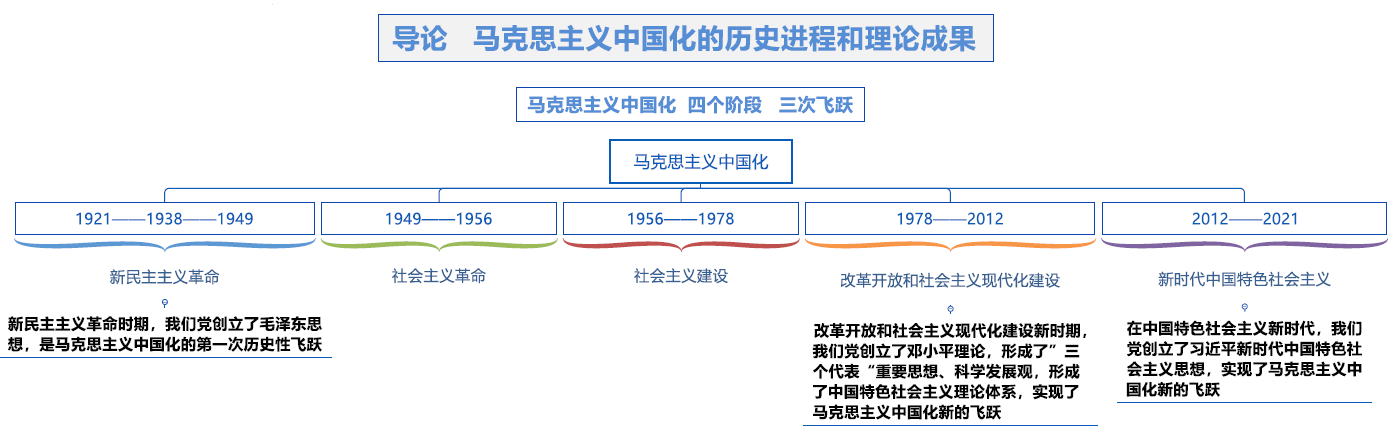 导论 马克思主义中国化的历史进程和理论成果
马克思主义中国化 四个阶段 三次飞跃
马克思主义中国化
1921——1938——1949
1949——1956
1956——1978
1978——2012
2012——2021
新民主主义革命
社会主义革命
社会主义建设
改革开放和社会主义现代化建设
新时代中国特色社会主义
新民主主义革命时期，我们党创立了毛泽东思
想，是马克思主义中国化的第一次历史性飞跃
改革开放和社会主义现代化建设新时期，
我们党创立了邓小平理论，形成了”三
个代表“重要思想、科学发展观，形成
了中国特色社会主义理论体系，实现了
马克思主义中国化新的飞跃
在中国特色社会主义新时代，我们
党创立了习近平新时代中国特色社
会主义思想，实现了马克思主义中
国化新的飞跃